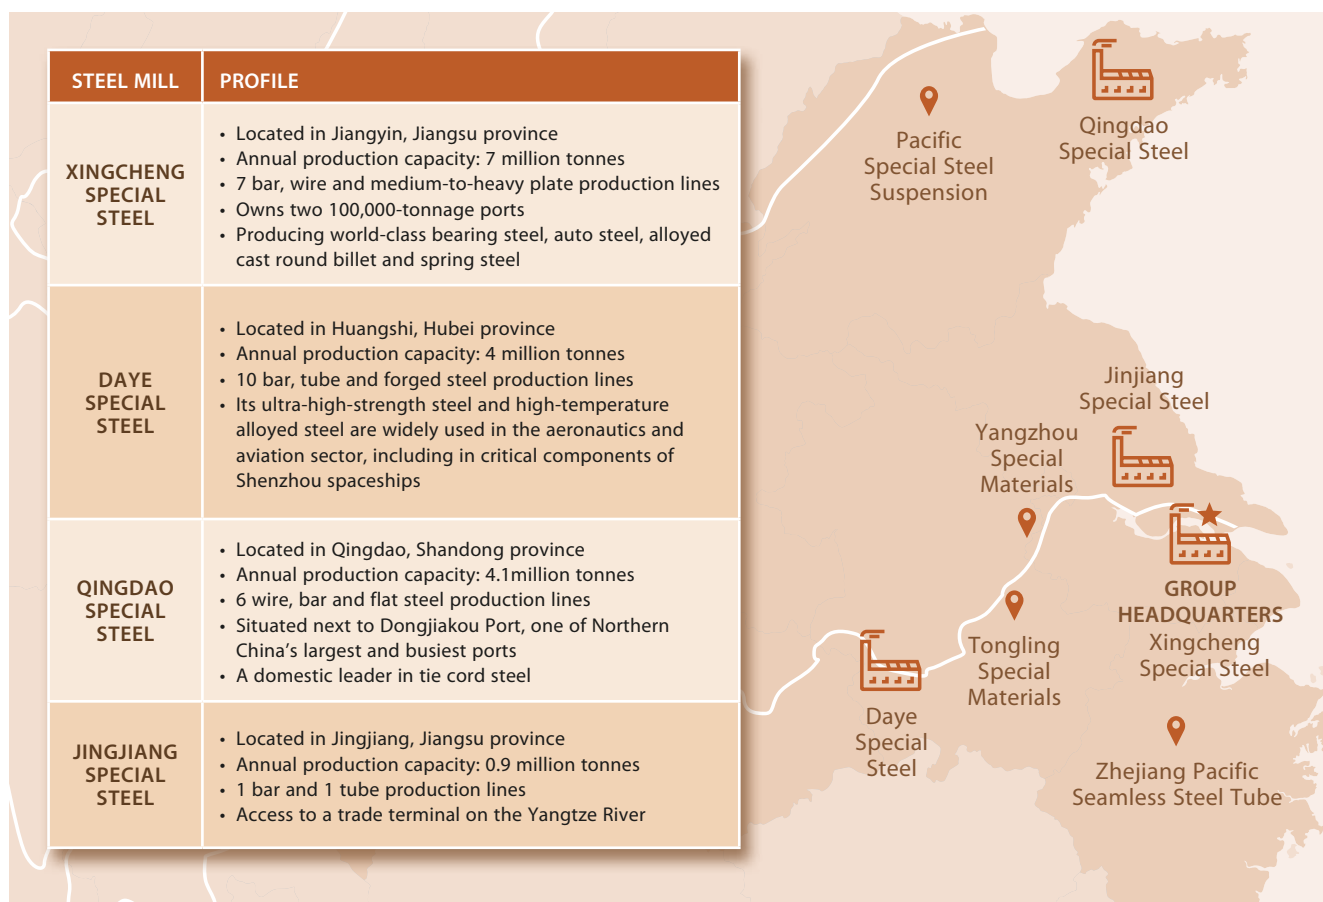 STEEL MILL
PROFILE
XINGCHENG
SPECIAL
STEEL
• Located in Jiangyin, Jiangsu province
• Annual production capacity: 7 million tonnes
• 7 bar, wire and medium-to-heavy plate production lines
• Owns two 100,000-tonnage ports
• Producing world-class bearing steel, auto steel, alloyed
cast round billet and spring steel
DAYE
SPECIAL
STEEL
• Located in Huangshi, Hubei province
• Annual production capacity: 4 million tonnes
• 10 bar, tube and forged steel production lines
• Its ultra-high-strength steel and high-temperature
alloyed steel are widely used in the aeronautics and
aviation sector, including in critical components of
Shenzhou spaceships
QINGDAO
SPECIAL
STEEL
• Located in Qingdao, Shandong province
• Annual production capacity: 4.1million tonnes
• 6 wire, bar and flat steel production lines
• Situated next to Dongjiakou Port, one of Northern
China's largest and busiest ports
• A domestic leader in tie cord steel
JINGJIANG
SPECIAL
STEEL
• Located in Jingjiang, Jiangsu province
• Annual production capacity: 0.9 million tonnes
• 1 bar and 1 tube production lines
• Access to a trade terminal on the Yangtze River
Pacific
Special Steel
Suspension
Qingdao
Special Steel
Jinjiang
Special Steel
Yangzhou
Special
Materials
GROUP
HEADQUARTERS
Xingcheng
Special Steel
Tongling
Special
Materials
Daye
Special
Steel
Zhejiang Pacific
Seamless Steel Tube